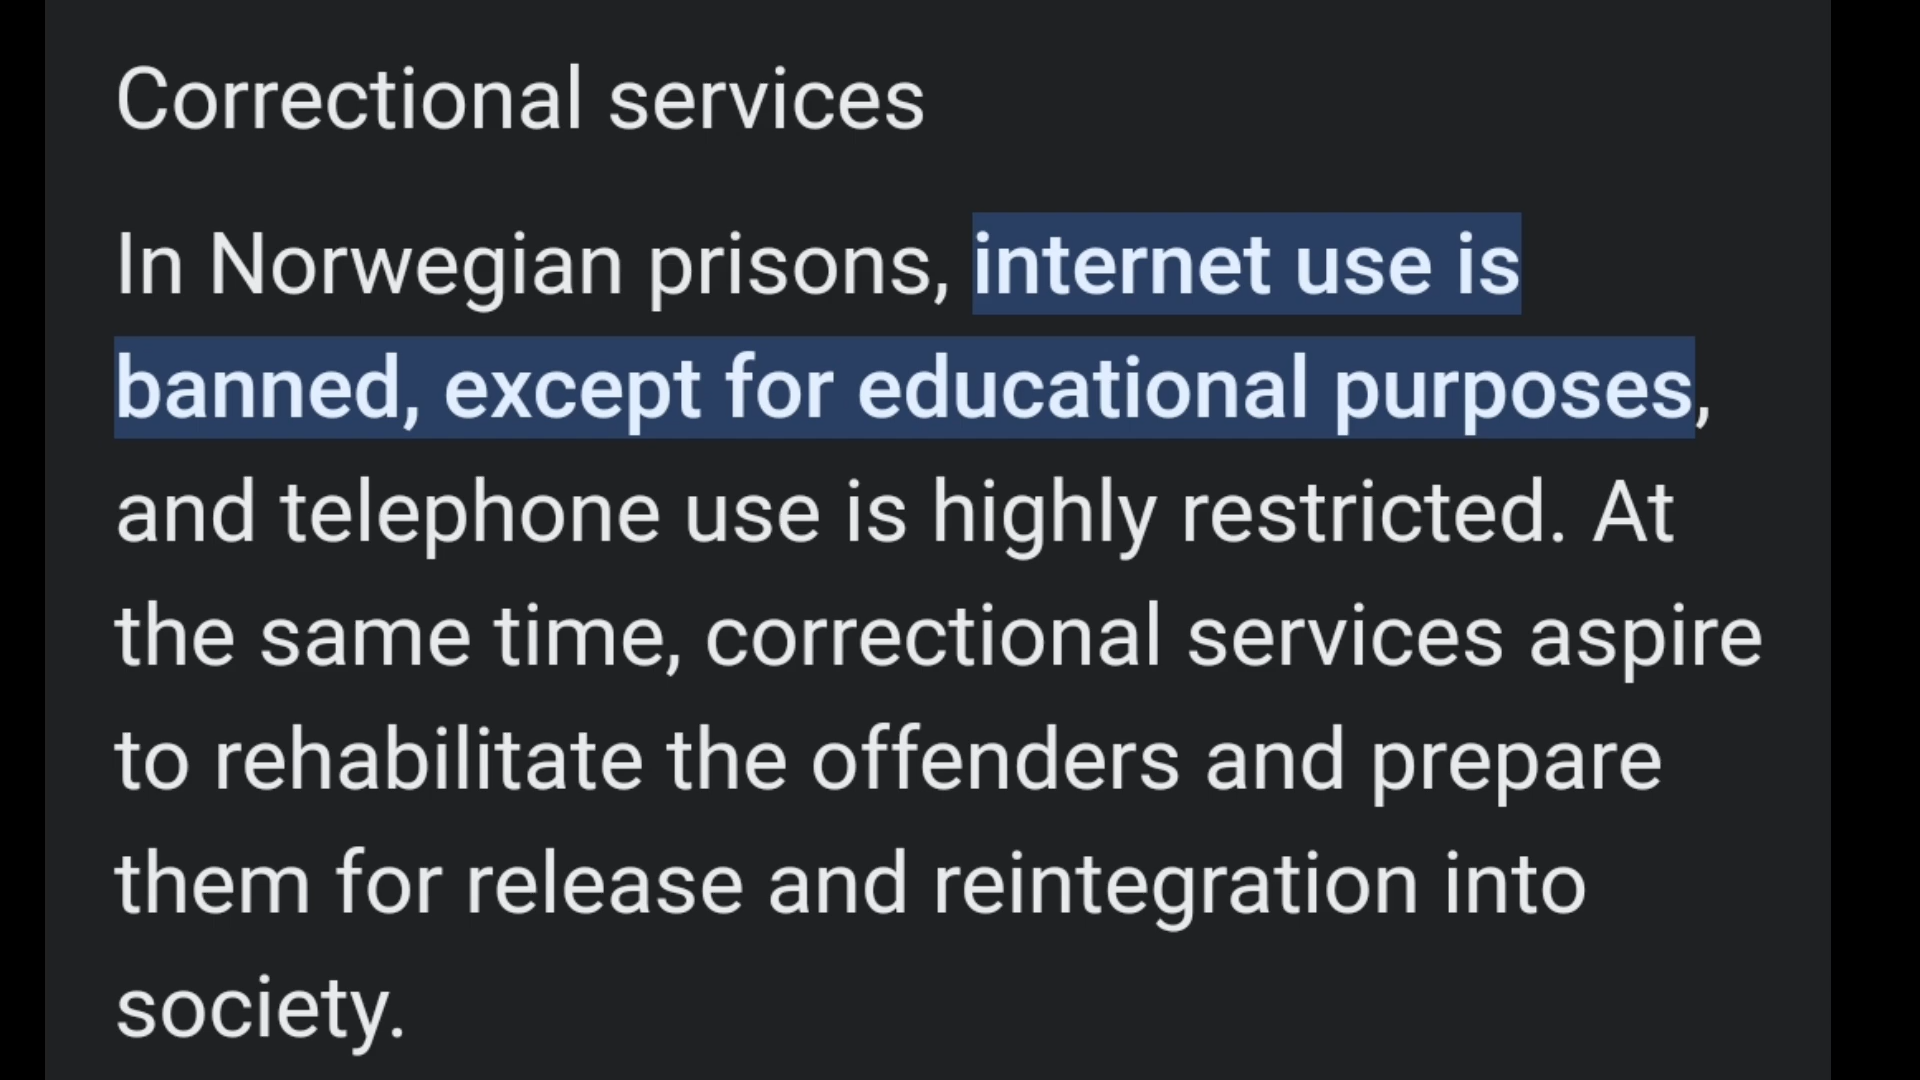 Correctional services
In Norwegian prisons, internet use is
banned, except for educational purposes,
and telephone use is highly restricted. At
the same time, correctional services aspire
to rehabilitate the offenders and prepare
them for release and reintegration into
society.